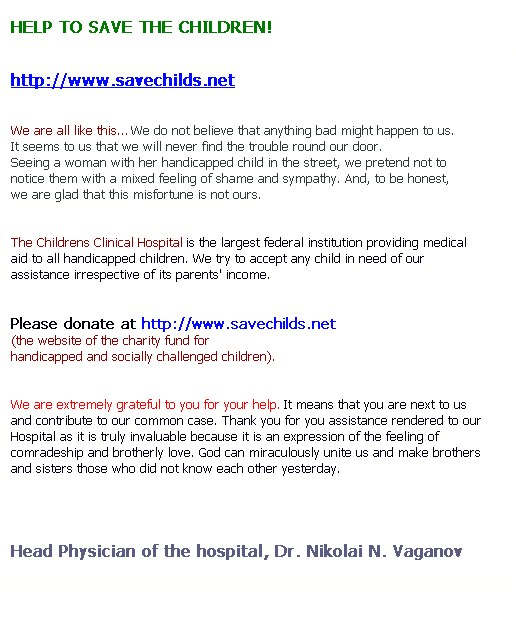 HELP TO SAVE THE CHILDREN!
http://www.savechilds.net
We are all like this... We do not believe that anything bad might happen to us.
It seems to us that we will never find the trouble round our door.
Seeing a woman with her handicapped child in the street, we pretend not to
notice them with a mixed feeling of shame and sympathy. And, to be honest,
we are glad that this misfortune is not ours.
The Childrens Clinical Hospital is the largest federal institution providing medical
aid to all handicapped children. We try to accept any child in need of our
assistance irrespective of its parents' income.
Please donate at http://www.savechilds.net
(the website of the charity fund for
handicapped and socially challenged children).
We are extremely grateful to you for your help. It means that you are next to us
and contribute to our common case. Thank you for you assistance rendered to our
Hospital as it is truly invaluable because it is an expression of the feeling of
comradeship and brotherly love. God can miraculously unite us and make brothers
and sisters those who did not know each other yesterday.
Head Physician of the hospital, Dr. Nikolai N. Vaganov